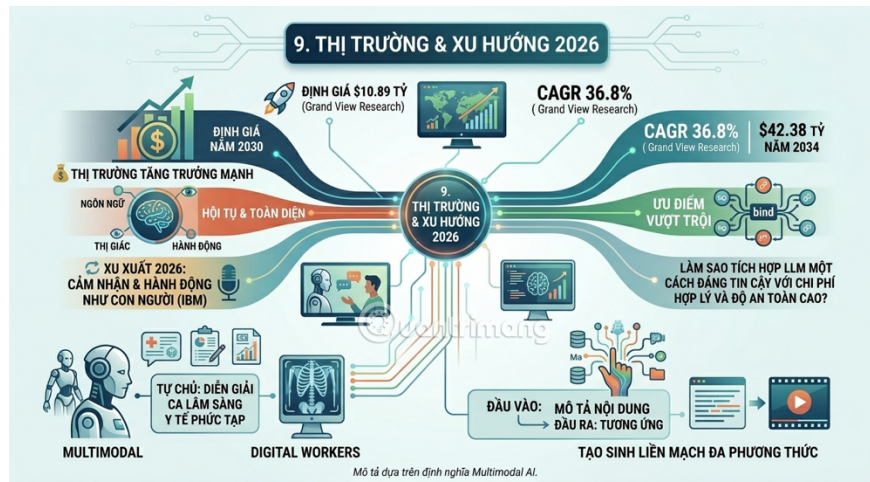 9. THỊ TRƯỜNG & XU HƯỚNG 2026
ĐỊNH GIÁ
NĂM 2030
ĐỊNH GIÁ $10.89 TỶ
(Grand View Research)
CAGR 36.8%
( Grand View Research)
CAGR 36.8%
( Grand View Research)
$42.38 TỶ
NĂM 2034
THỊ TRƯỜNG TĂNG TRƯỞNG MẠNH
NGÔN NGỮ
THỊ GIÁC
HÀNH ĐỘNG
HỘI TỤ & TOÀN DIỆN
9.
THỊ TRƯỜNG
& XU HƯỚNG
2026
ƯU ĐIỂM
VƯỢT TRỘI
bind
XU XUẤT 2026:
CẢM NHẬN & HÀNH ĐỘNG
NHƯ CON NGƯỜI (IBM)
LÀM SAO TÍCH HỢP LLM MỘT
CÁCH ĐÁNG TIN CẬY VỚI CHI PHÍ
HỢP LÝ VÀ ĐỘ AN TOÀN CAO?
Quantrimang
TỰ CHỦ: DIỄN GIẢI
CA LÂM SÀNG
Y TẾ PHỨC TẠP
MULTIMODAL
DIGITAL WORKERS
Ma
ĐẦU VÀO:
MÔ TẢ NỘI DUNG
ĐẦU RA: TƯƠNG ỨNG
TẠO SINH LIỀN MẠCH ĐA PHƯƠNG THỨC
Mô tả dựa trên định nghĩa Multimodal AI.